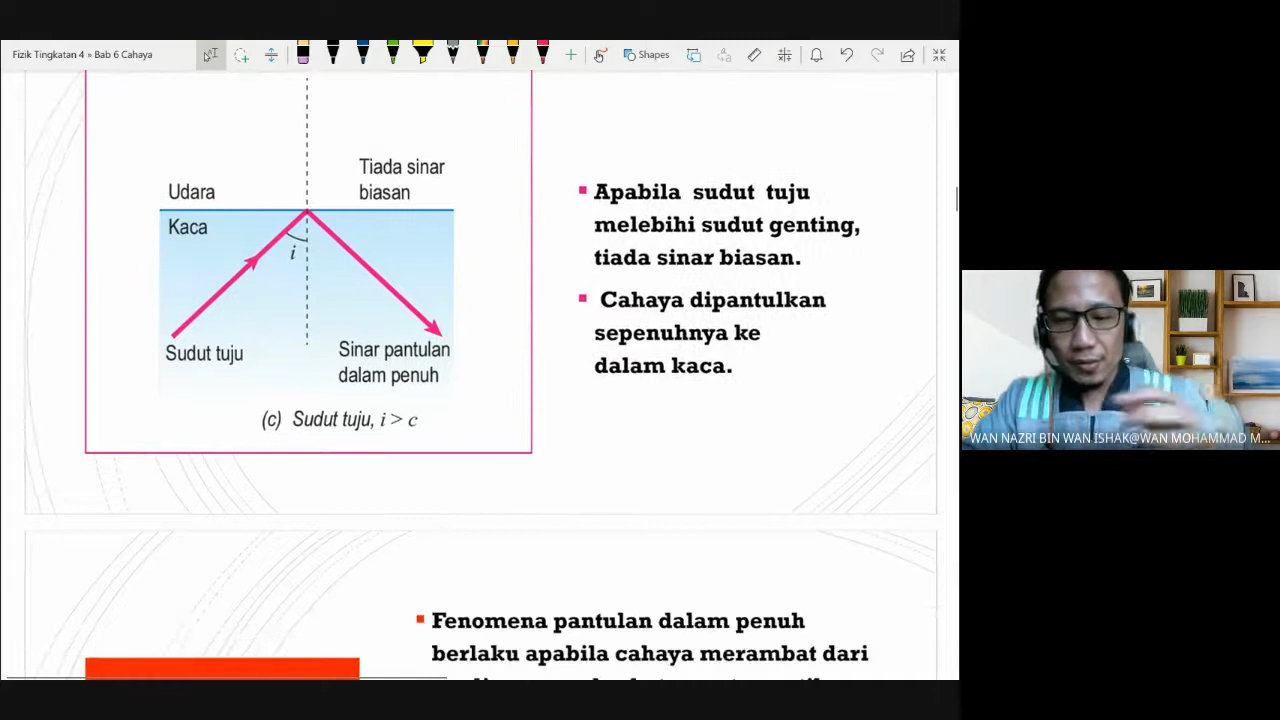 Fizik Tingkatan 4 » Bab 6 Cahaya
Shapes
Tiada sinar
biasan
Udara
Kaca
i
Sudut tuju
Sinar pantulan
dalam penuh
(c) Sudut tuju, i > c
Apabila sudut tuju
melebihi sudut genting,
tiada sinar biasan.
Cahaya dipantulkan
sepenuhnya ke
dalam kaca.
Fenomena pantulan dalam penuh
berlaku apabila cahaya merambat dari
WAN NAZRI BIN WAN ISHAK@WAN MOHAMMAD M...